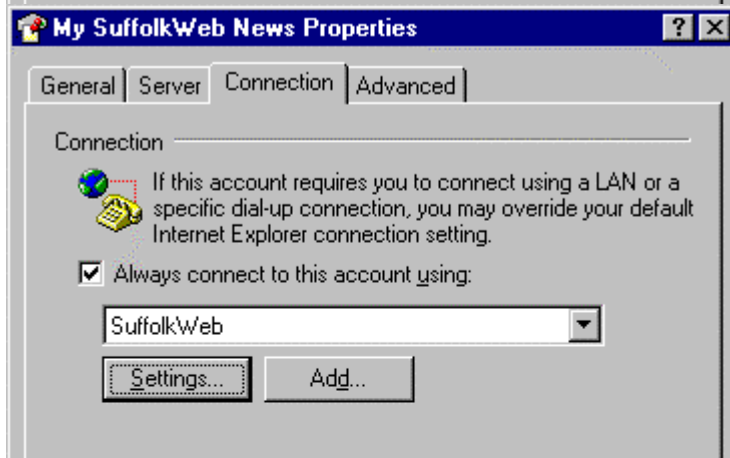 My SuffolkWeb News Properties ? ×
General Server Connection Advanced
Connection
If this account requires you to connect using a LAN or a
specific dial-up connection, you may override your default
Internet Explorer connection setting.
Always connect to this account using:
SuffolkWeb
Settings... Add...